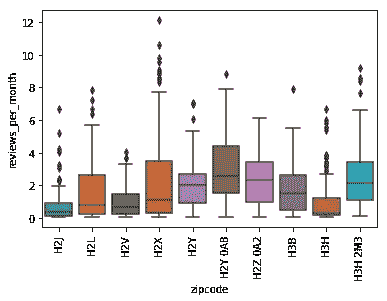 12
10
8
6
4
2
0
reviews_per_month
H2J
H2L
H2V
H2X
H2Y
H2Y 0A8
H2Z 0A2
H3B
H3H
H3H 2M3
zipcode